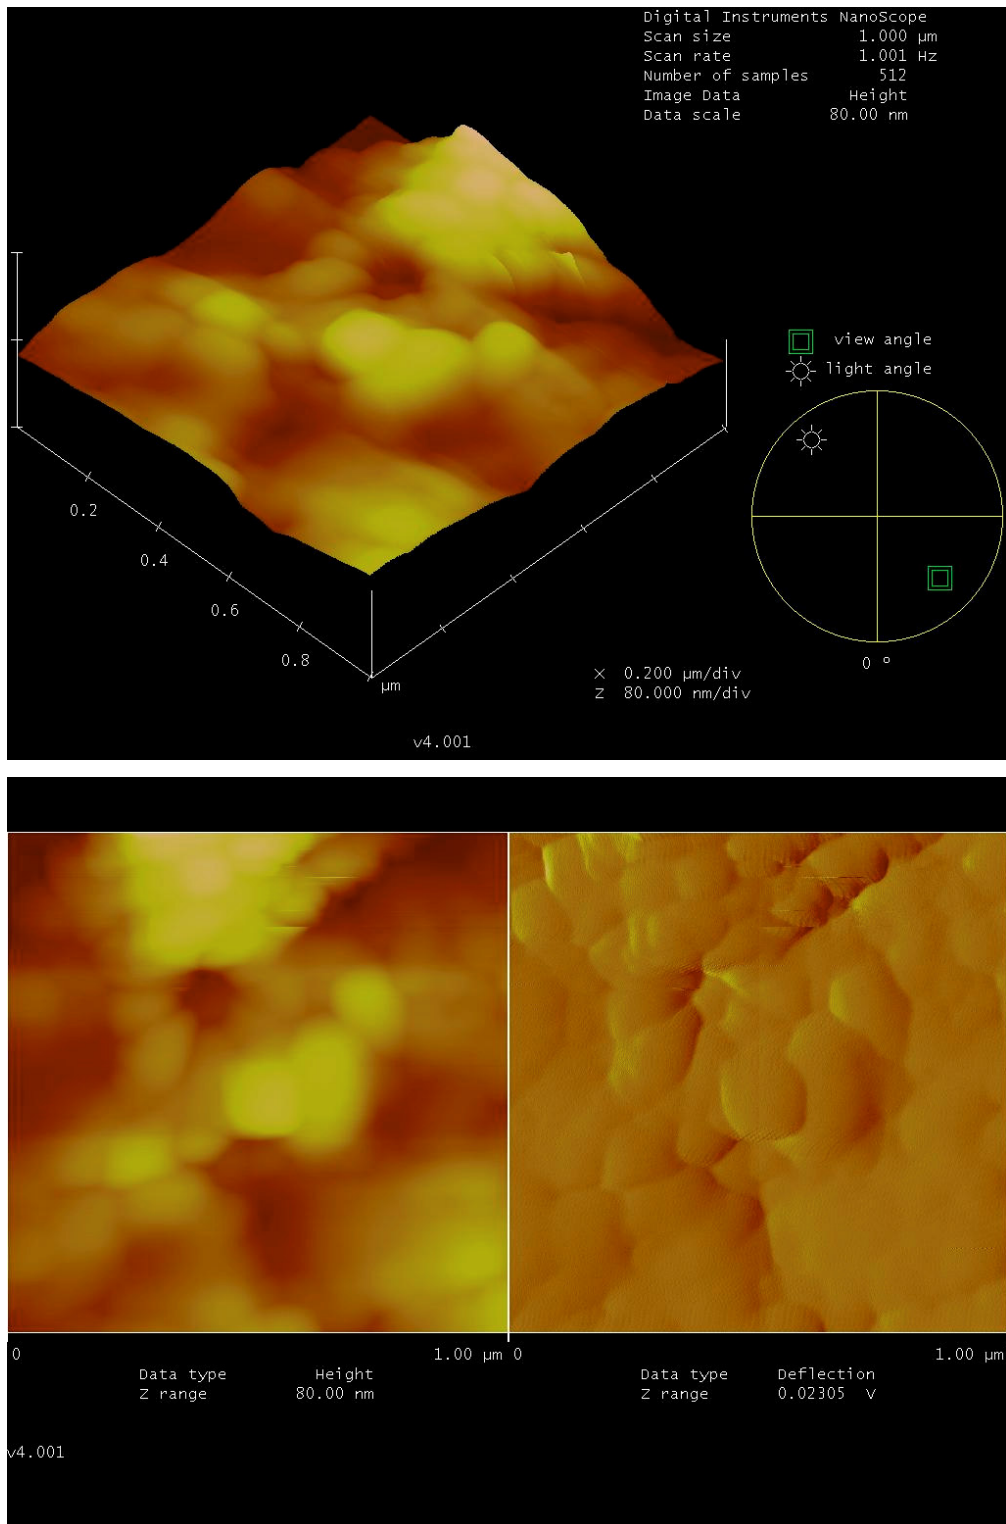 Digital Instruments NanoScope
Scan size 1.000 µm
Scan rate 1.001 Hz
Number of samples 512
Image Data Height
Data scale 80.00 nm
view angle
light angle
0.2
0.4
0.6
0.8
µm
0 º
X 0.200 µm/div
Z 80.000 nm/div
v4.001
0 1.00 µm 0 1.00 µm
Data type Height Data type Deflection
Z range 80.00 nm Z range 0.02305 V
v4.001